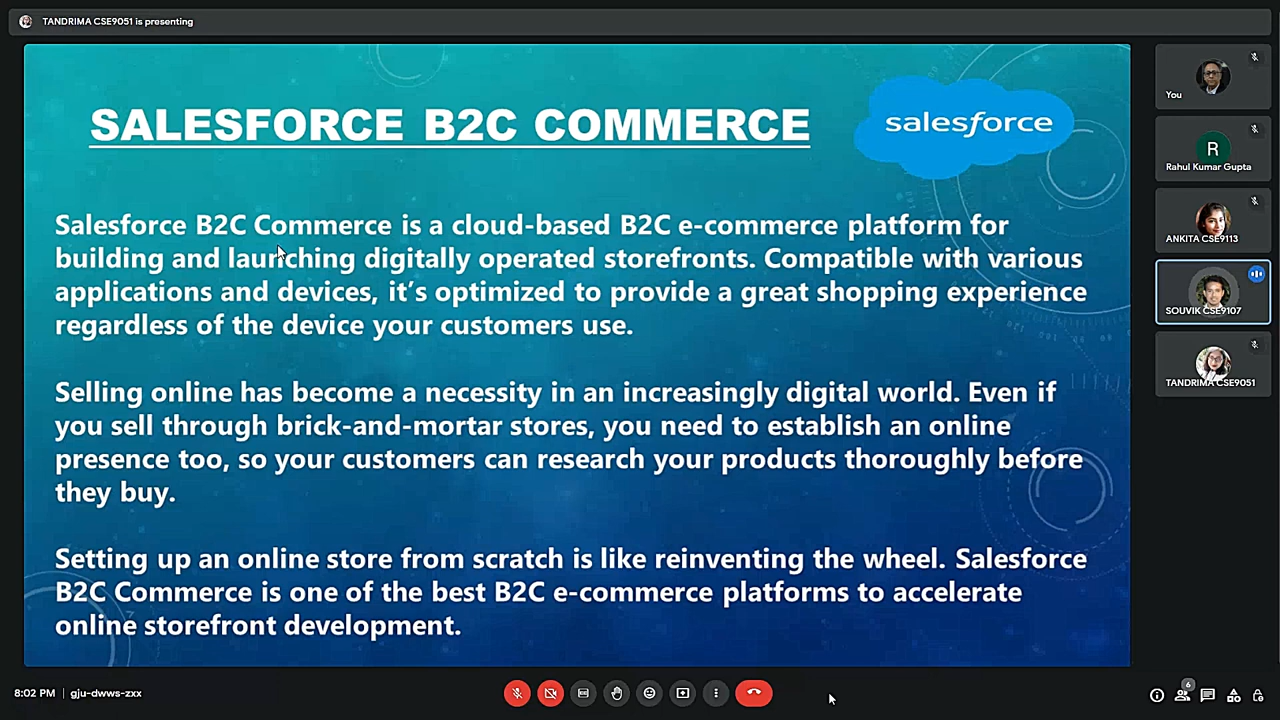 TANDRIMA CSE9051 is presenting
SALESFORCE B2C COMMERCE
salesforce
Salesforce B2C Commerce is a cloud-based B2C e-commerce platform for
building and launching digitally operated storefronts. Compatible with various
applications and devices, it's optimized to provide a great shopping experience
regardless of the device your customers use.
Selling online has become a necessity in an increasingly digital world. Even if
you sell through brick-and-mortar stores, you need to establish an online
presence too, so your customers can research your products thoroughly before
they buy.
Setting up an online store from scratch is like reinventing the wheel. Salesforce
B2C Commerce is one of the best B2C e-commerce platforms to accelerate
online storefront development.
You
R
Rahul Kumar Gupta
ANKITA CSE9113
SOUVIK CSE9107
TANDRIMA CSE9051
8:02 PM | gju-dwws-zxx
6